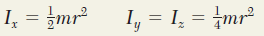 Iₓ = ½mr² I_y = I_z = ¼mr²